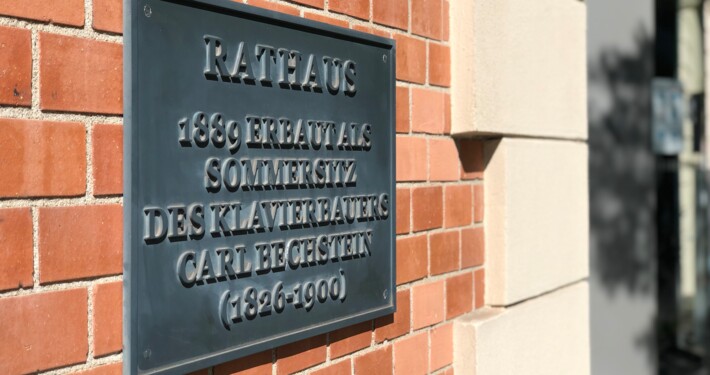 RATHAUS
1889 ERBAUT ALS
SOMMERSITZ
DES KLAVIERBAUERS
CARL BECHSTEIN
(1826-1900)